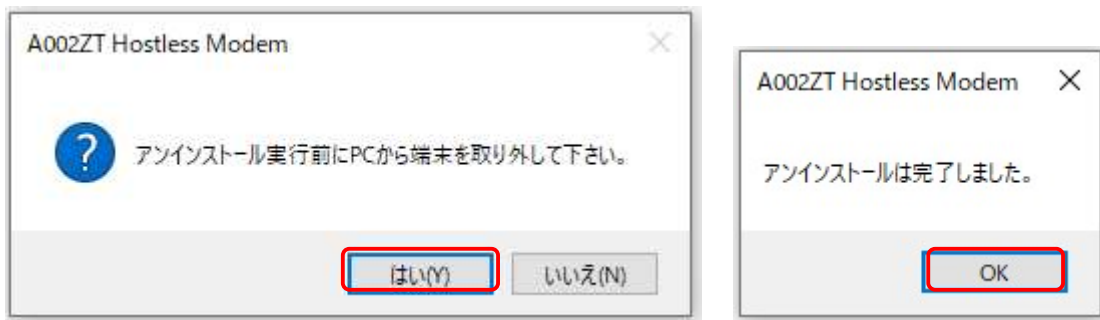 A002ZT Hostless Modem
アンインストール実行前にPCから端末を取り外して下さい。
はい(Y)
いいえ(N)
A002ZT Hostless Modem
アンインストールは完了しました。
OK